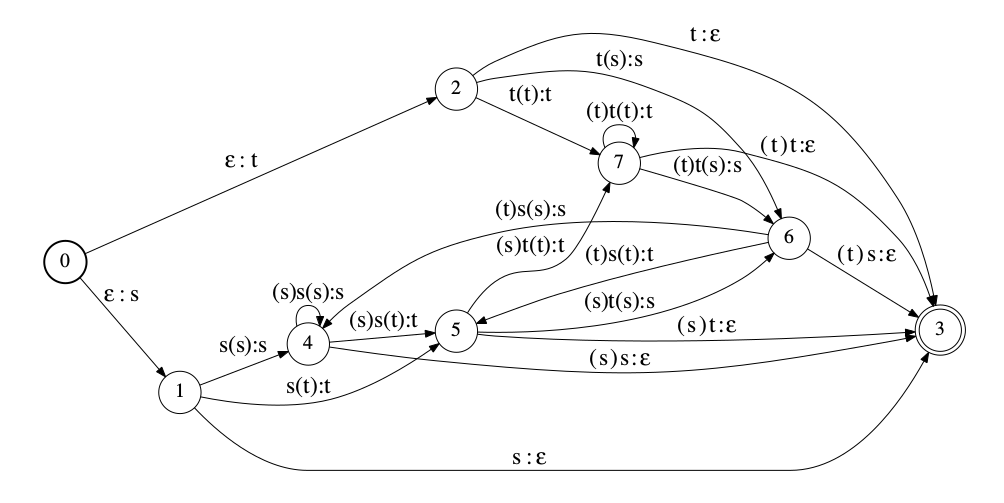 t:ε
t(s):s
2
t(t):t
(t)t(t):t
(t)t:ε
ε:t
7
(t)t(s):s
(t)s(s):s
6
(s)t(t):t
(t)s(t):t
(t)s:ε
0
ε:s
(s)s(s):s
(s)t(s):s
(s)s(t):t
5
(s)t:ε
3
s(s):s
4
(s)s:ε
1
s(t):t
s:ε